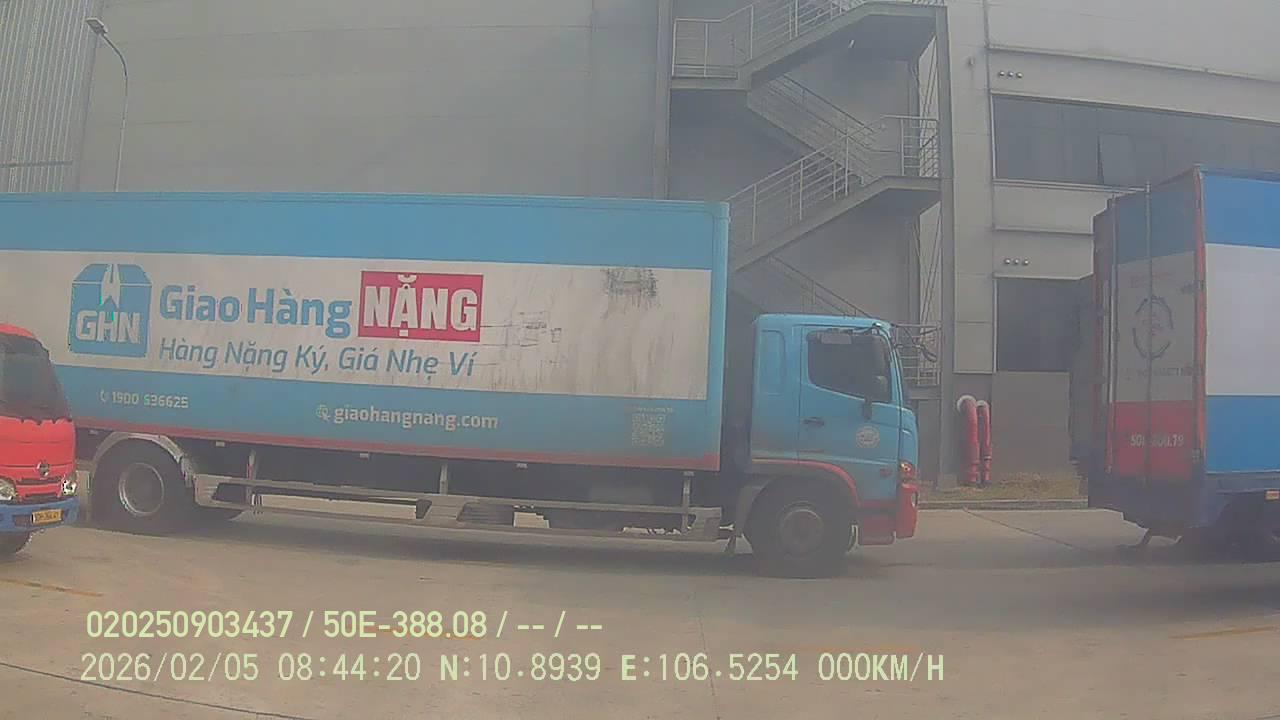 GHN
Giao Hàng NẶNG
Hàng Nặng Ký, Giá Nhẹ Ví
1900 636625
giaohangnang.com
020250903437 / 50E-388.08 / -- / --
2026/02/05 08:44:20 N:10.8939 E:106.5254 000KM/H